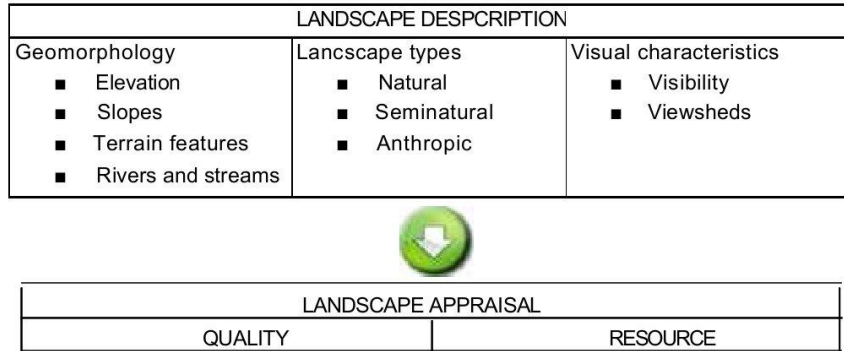 LANDSCAPE DESPCRIPTION
Geomorphology
■ Elevation
■ Slopes
■ Terrain features
■ Rivers and streams
Lancscape types
■ Natural
■ Seminatural
■ Anthropic
Visual characteristics
■ Visibility
■ Viewsheds
LANDSCAPE APPRAISAL
QUALITY
RESOURCE